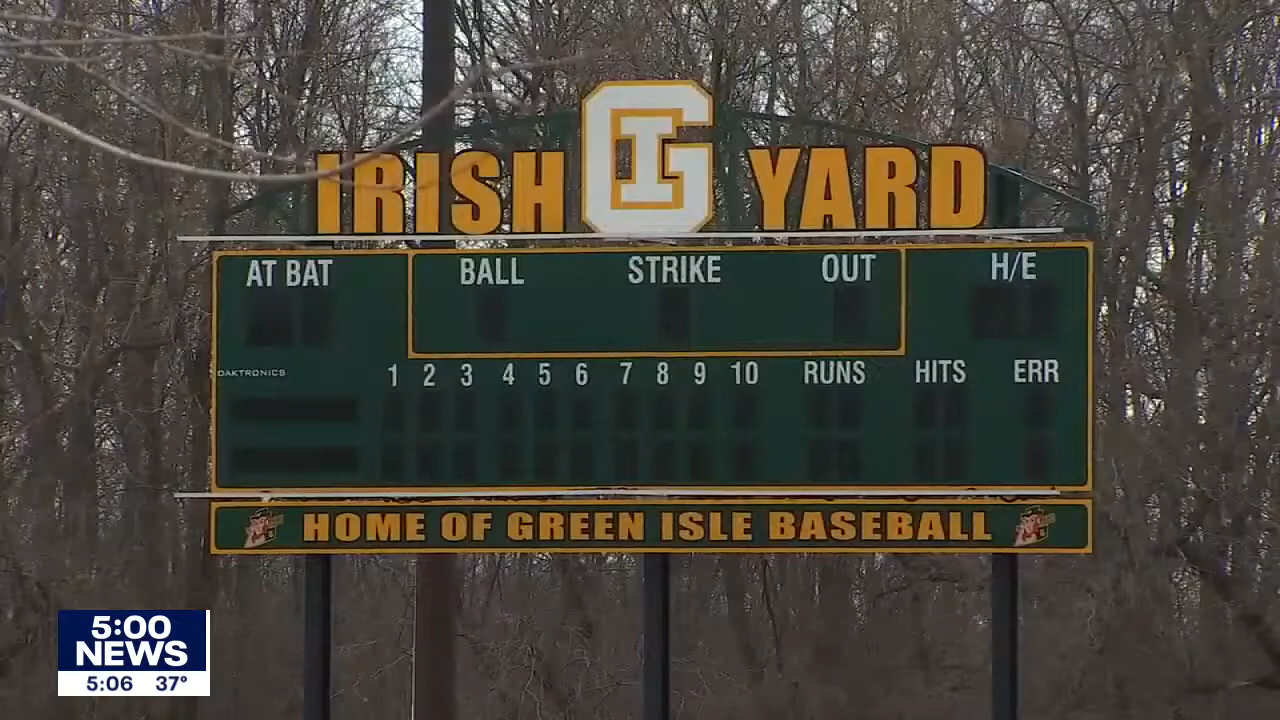 IRISH GI YARD
AT BAT BALL STRIKE OUT H/E
DAKTRONICS
1 2 3 4 5 6 7 8 9 10 RUNS HITS ERR
HOME OF GREEN ISLE BASEBALL
5:00
NEWS
5:06 37°